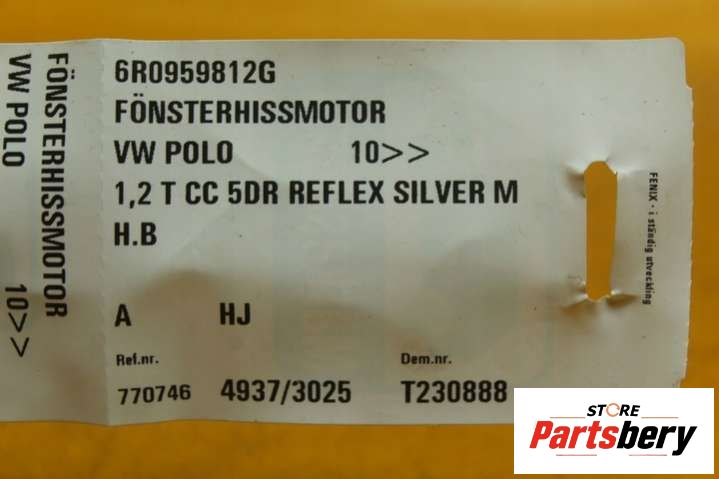 6R0959812G
FÖNSTERHISSMOTOR
VW POLO 10>>
1,2 T CC 5DR REFLEX SILVER M
H.B
A HJ
Ref.nr. Dem.nr.
770746 4937/3025 T230888
FÖNSTERHISSMOTOR
VW POLO 10>>
FENIX - i ständig utveckling
STORE
Partsbery